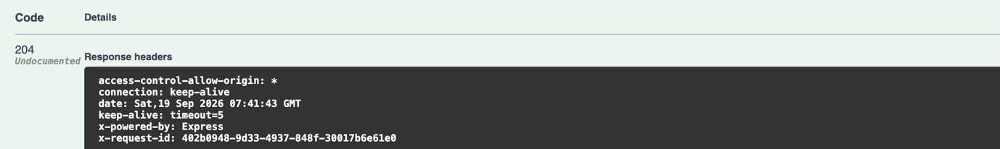 Code Details
204
Undocumented
Response headers
access-control-allow-origin: *
connection: keep-alive
date: Sat,19 Sep 2026 07:41:43 GMT
keep-alive: timeout=5
x-powered-by: Express
x-request-id: 402b0948-9d33-4937-848f-30017b6e61e0